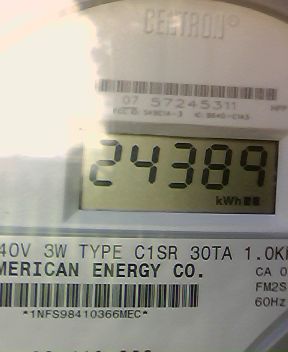 CENTRON®
07 57245311
24389
kWh
40V 3W TYPE C1SR 30TA 1.0K
MERICAN ENERGY CO.
CA 0
FM2S
60Hz
*1NFS98410366MEC*